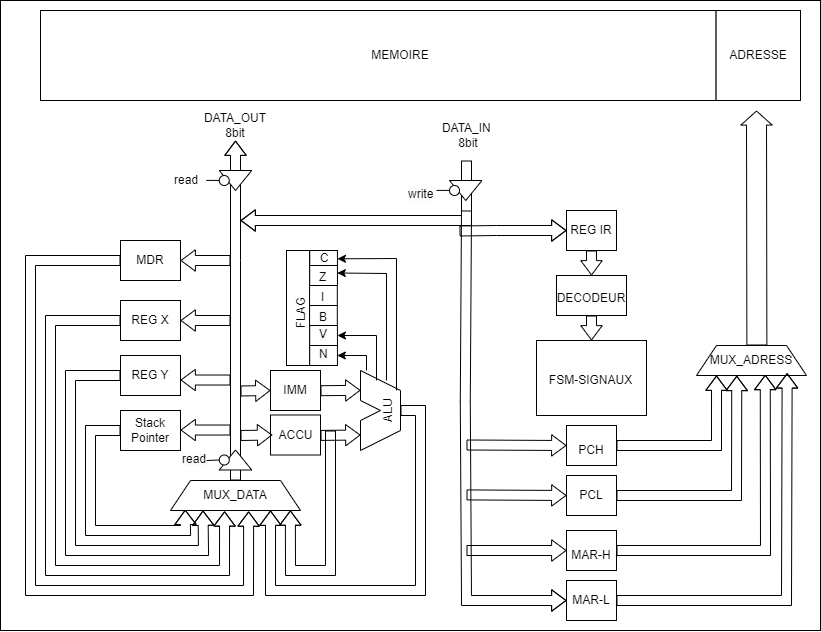 MEMOIRE
ADRESSE
DATA_OUT
8bit
DATA_IN
8bit
read
write
REG IR
MDR
C
Z
I
B
V
N
FLAG
DECODEUR
REG X
FSM-SIGNAUX
MUX_ADRESS
REG Y
IMM
ALU
Stack
Pointer
ACCU
PCH
read
MUX_DATA
PCL
MAR-H
MAR-L